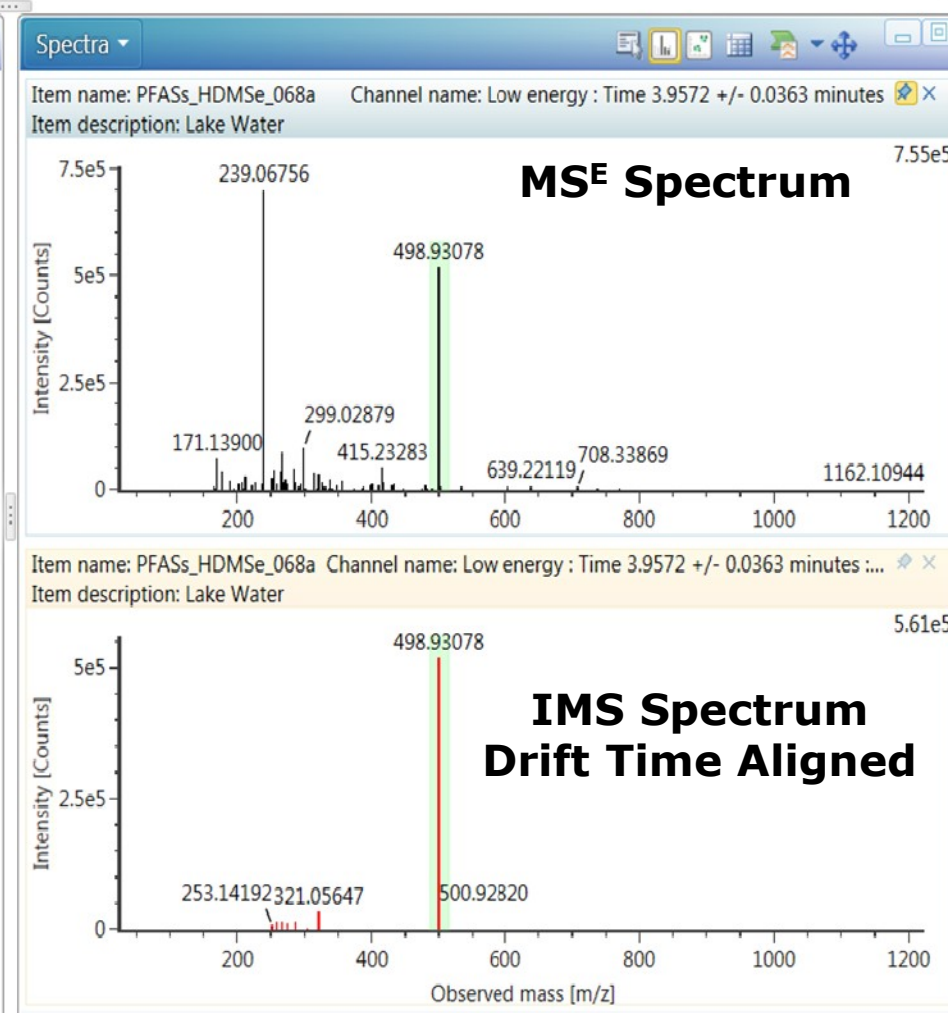 Spectra
Item name: PFASs_HDMSe_068a Channel name: Low energy : Time 3.9572 +/- 0.0363 minutes
Item description: Lake Water
7.55e5
MSE Spectrum
7.5e5
239.06756
498.93078
5e5
Intensity [Counts]
2.5e5
299.02879
171.13900
415.23283
639.22119
708.33869
1162.10944
0
200 400 600 800 1000 1200
Item name: PFASs_HDMSe_068a Channel name: Low energy : Time 3.9572 +/- 0.0363 minutes :...
Item description: Lake Water
5.61e5
498.93078
5e5
IMS Spectrum
Drift Time Aligned
Intensity [Counts]
2.5e5
253.14192 321.05647 500.92820
0
200 400 600 800 1000 1200
Observed mass [m/z]